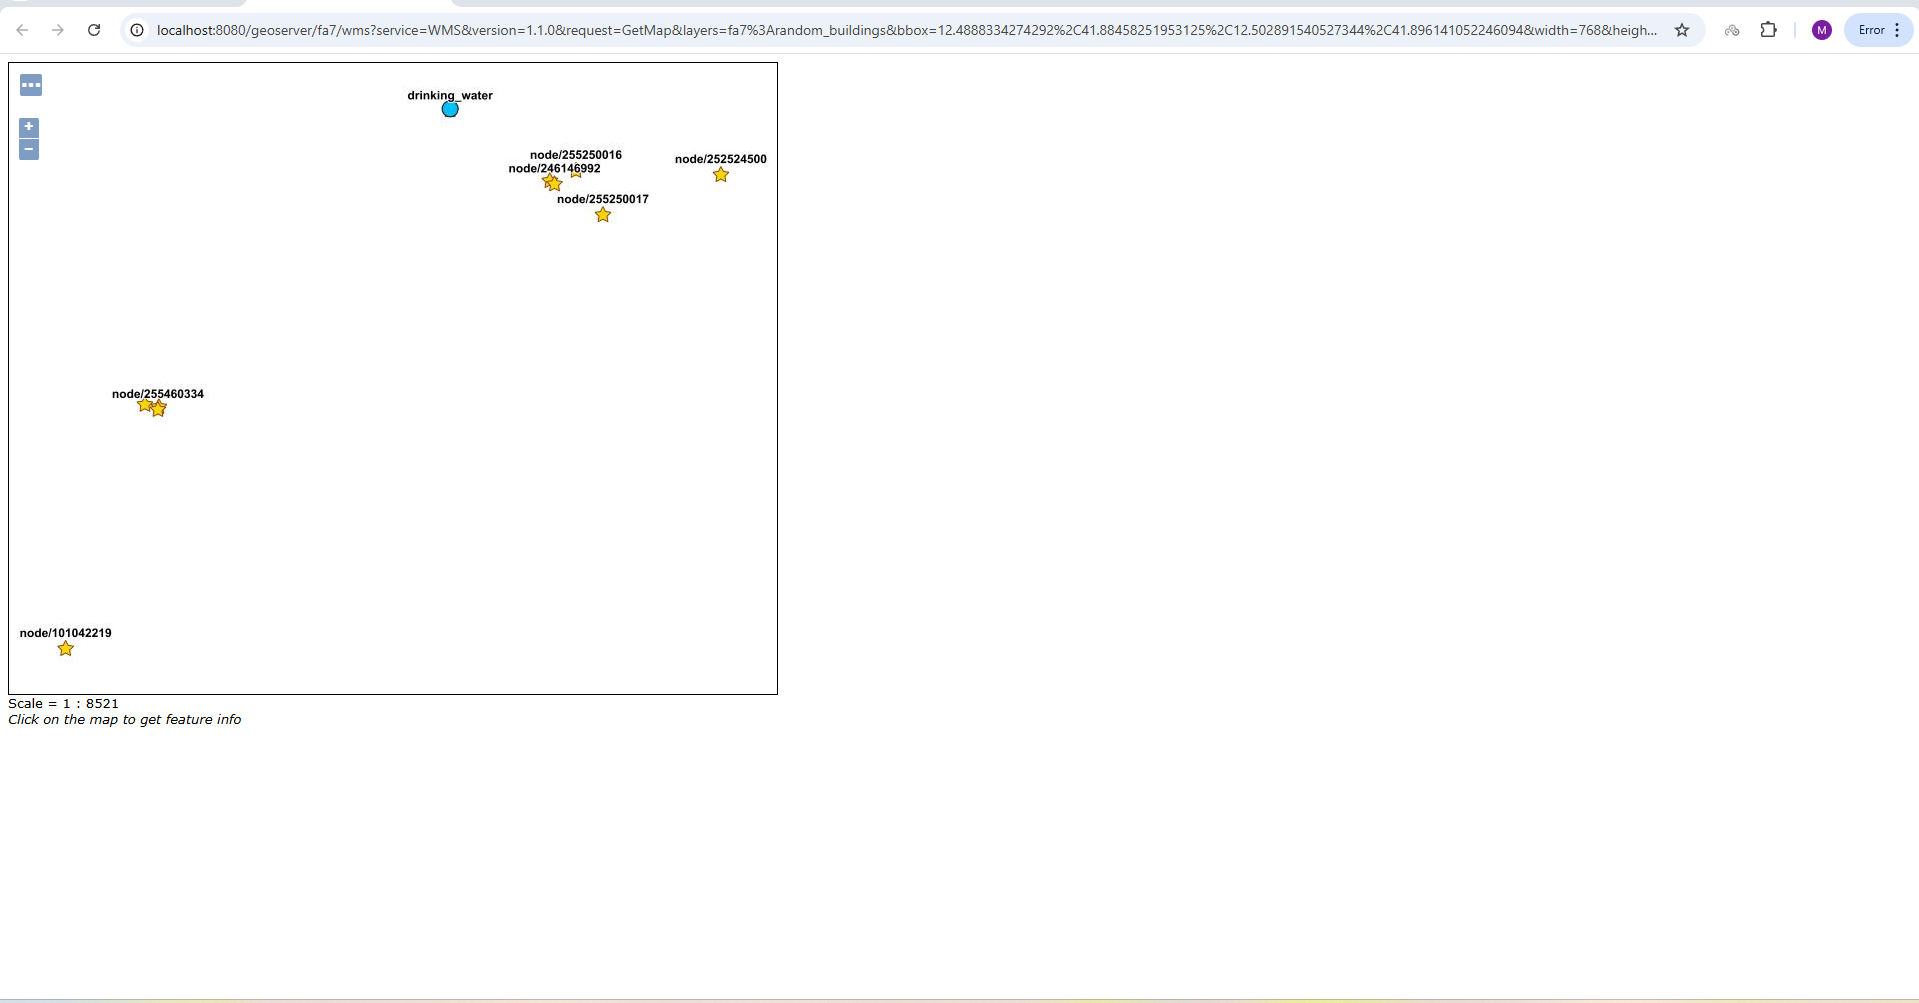 localhost:8080/geoserver/fa7/wms?service=WMS&version=1.1.0&request=GetMap&layers=fa7%3Arandom_buildings&bbox=12.4888334274292%2C41.88458251953125%2C12.502891540527344%2C41.896141052246094&width=768&heigh...
M
Error
drinking_water
node/255250016
node/252524500
node/246146992
node/255250017
node/255460334
node/101042219
Scale = 1 : 8521
Click on the map to get feature info